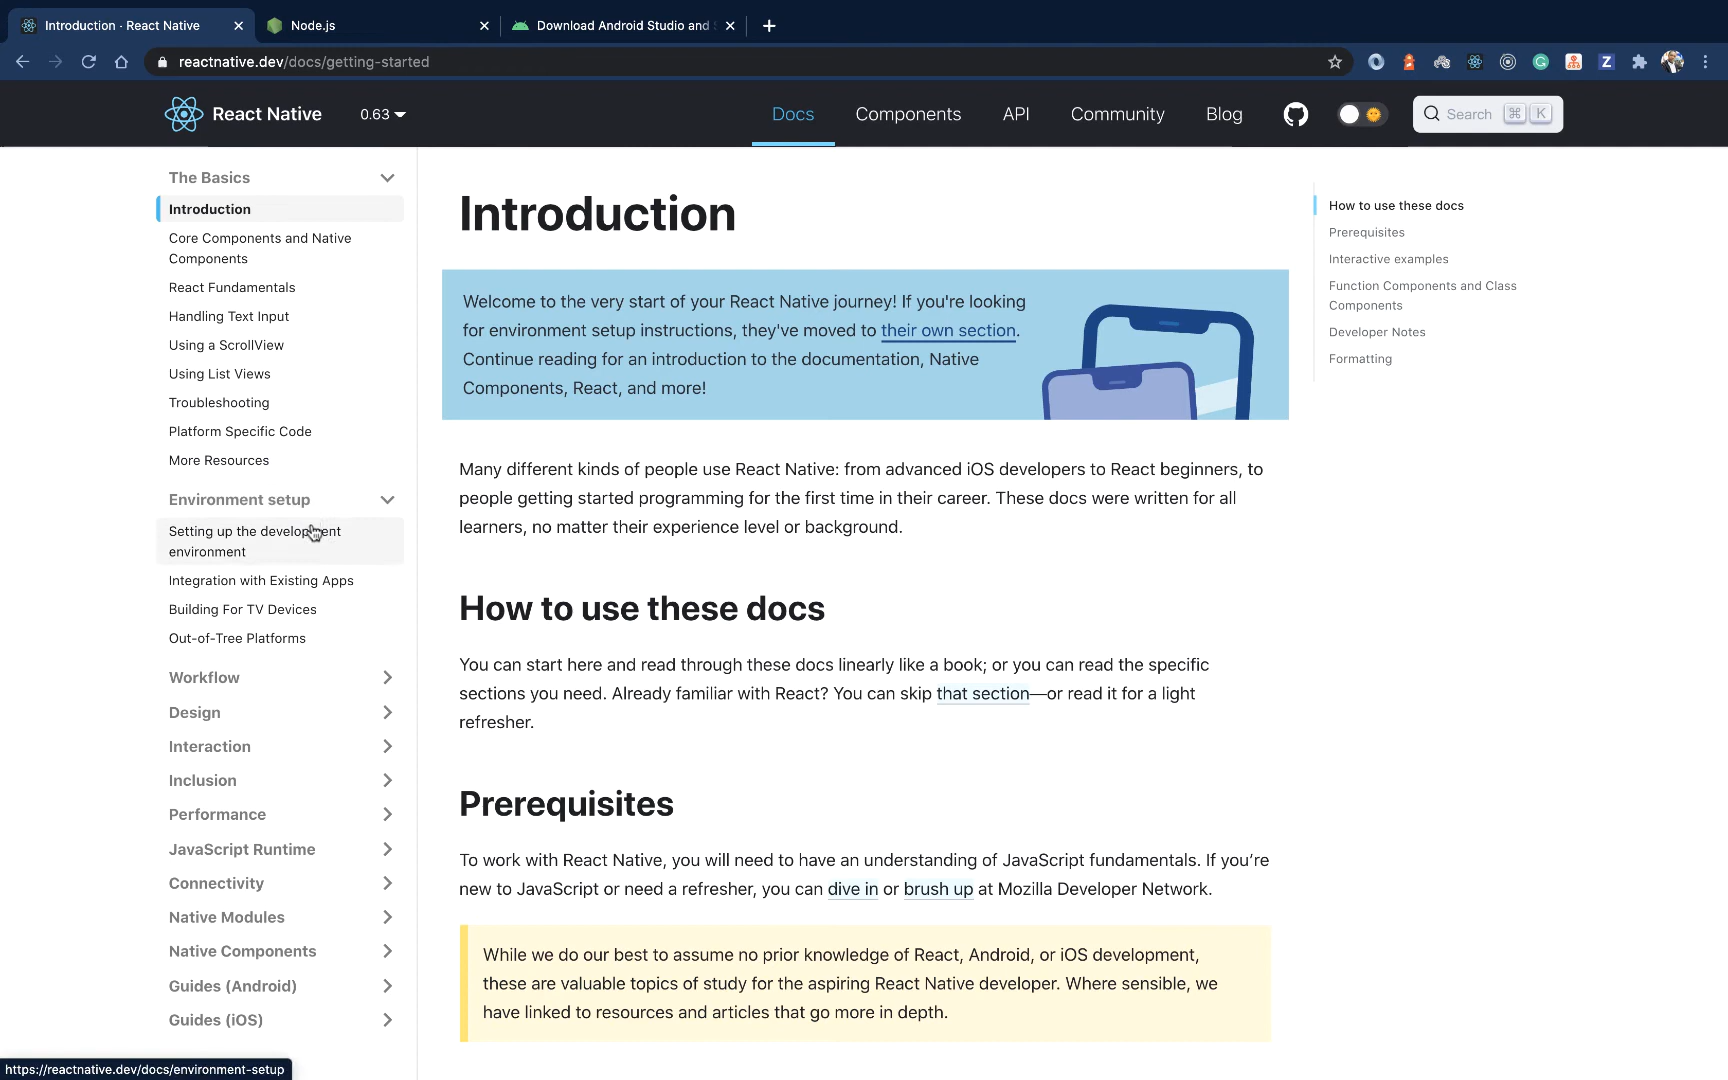 Introduction · React Native
Node.js
Download Android Studio and
reactnative.dev/docs/getting-started
React Native
0.63
Docs
Components
API
Community
Blog
Search ⌘ K
The Basics
Introduction
Core Components and Native
Components
React Fundamentals
Handling Text Input
Using a ScrollView
Using List Views
Troubleshooting
Platform Specific Code
More Resources
Environment setup
Setting up the development
environment
Integration with Existing Apps
Building For TV Devices
Out-of-Tree Platforms
Workflow
Design
Interaction
Inclusion
Performance
JavaScript Runtime
Connectivity
Native Modules
Native Components
Guides (Android)
Guides (iOS)
Introduction
Welcome to the very start of your React Native journey! If you're looking
for environment setup instructions, they've moved to their own section.
Continue reading for an introduction to the documentation, Native
Components, React, and more!
Many different kinds of people use React Native: from advanced iOS developers to React beginners, to
people getting started programming for the first time in their career. These docs were written for all
learners, no matter their experience level or background.
How to use these docs
You can start here and read through these docs linearly like a book; or you can read the specific
sections you need. Already familiar with React? You can skip that section—or read it for a light
refresher.
Prerequisites
To work with React Native, you will need to have an understanding of JavaScript fundamentals. If you're
new to JavaScript or need a refresher, you can dive in or brush up at Mozilla Developer Network.
While we do our best to assume no prior knowledge of React, Android, or iOS development,
these are valuable topics of study for the aspiring React Native developer. Where sensible, we
have linked to resources and articles that go more in depth.
How to use these docs
Prerequisites
Interactive examples
Function Components and Class
Components
Developer Notes
Formatting
https://reactnative.dev/docs/environment-setup